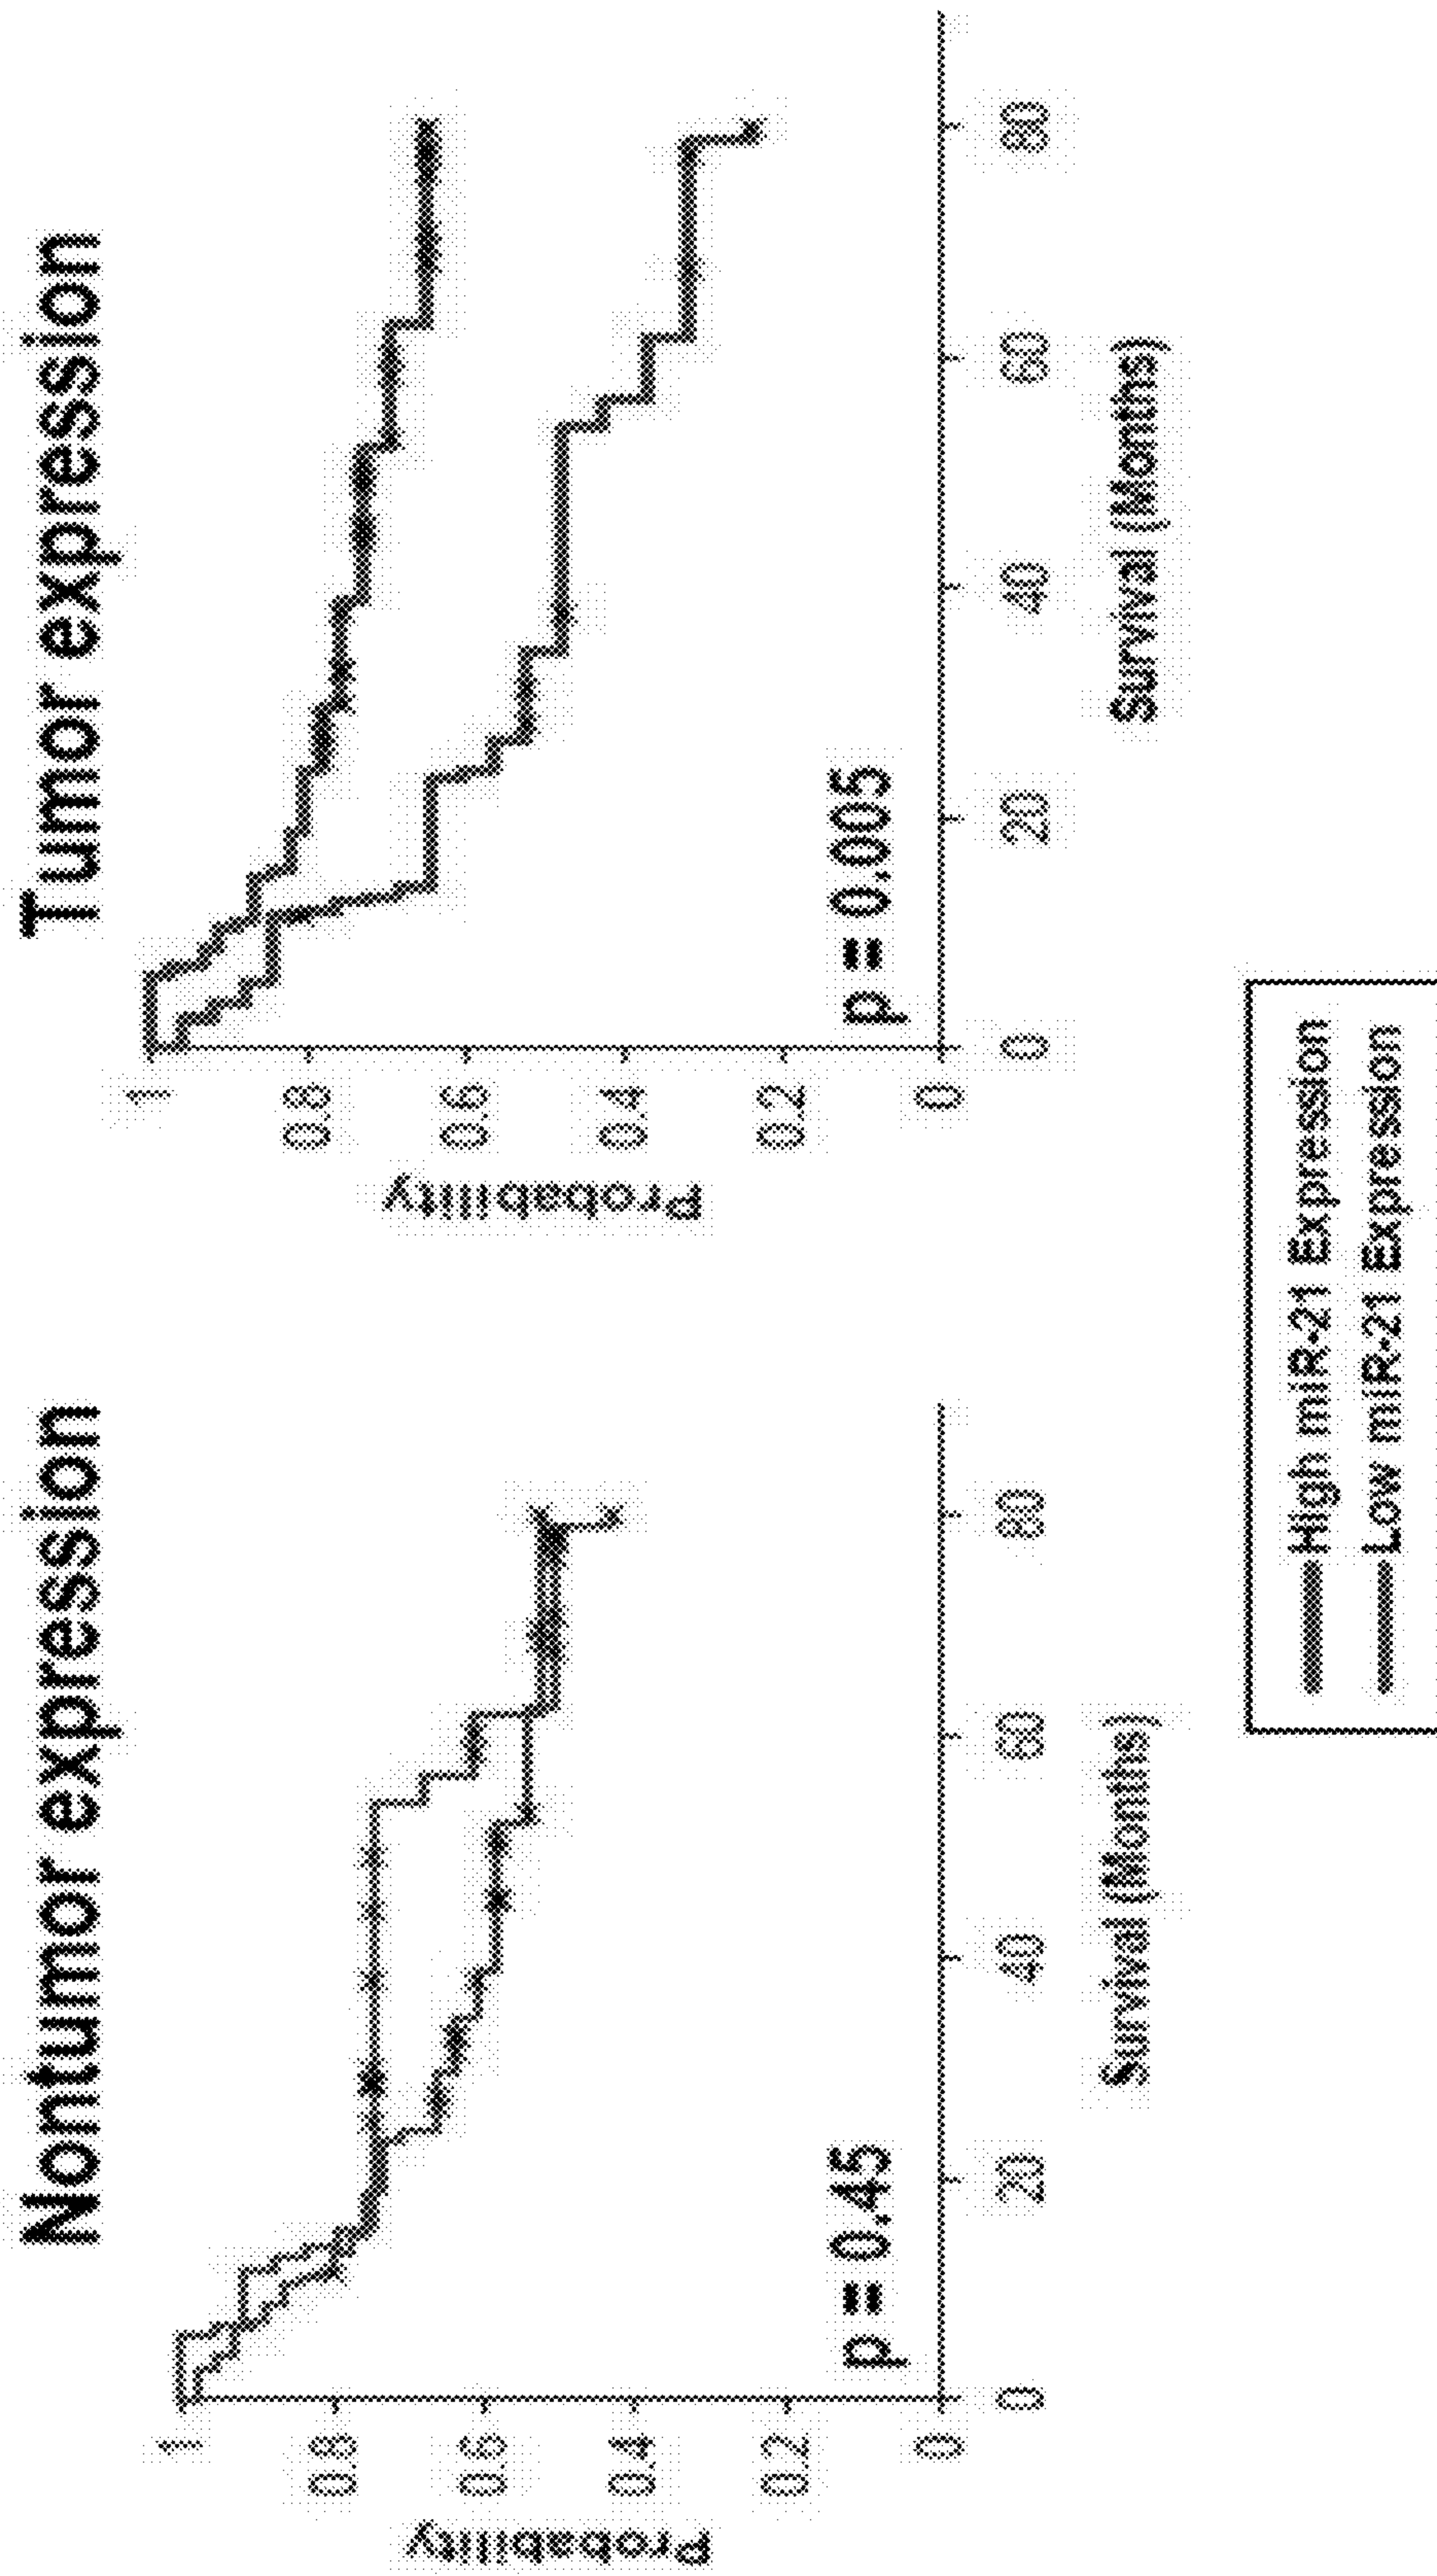 Nontumor expression
Probability
1
0.8
0.6
0.4
0.2
0
p = 0.45
0 20 40 60 80
Survival (Months)
Tumor expression
Probability
1
0.8
0.6
0.4
0.2
0
p = 0.005
0 20 40 60 80
Survival (Months)
High miR-21 Expression
Low miR-21 Expression